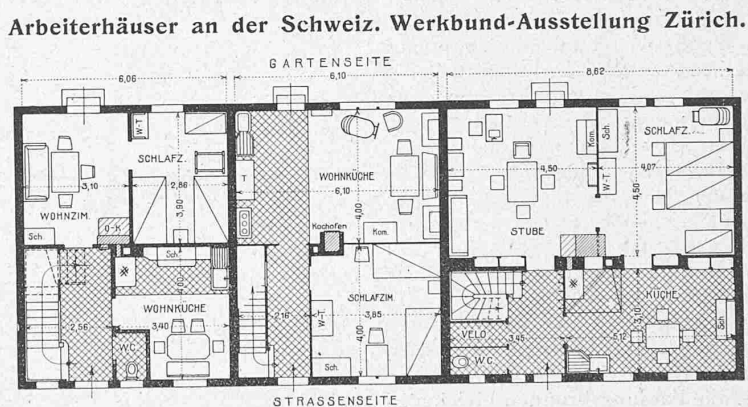 Arbeiterhäuser an der Schweiz. Werkbund-Ausstellung Zürich.
GARTENSEITE
6,06 6,10 8,62
W-T SCHLAFZ. 3,10 2,86 3,90 WOHNZIM. Sch. O-K
Sch. 4,00 WOHNKÜCHE 2,56 3,40 W.C.
T WOHNKÜCHE 6,10 4,00 Kochofen Kom.
2,16 SCHLAFZIM. W-T 3,85 4,00 Sch.
Kom. Sch. SCHLAFZ. 4,50 W-T. 4,50 4,07 STUBE
KÜCHE 3,10 VELO 3,45 5,12 Sch. W.C.
STRASSENSEITE